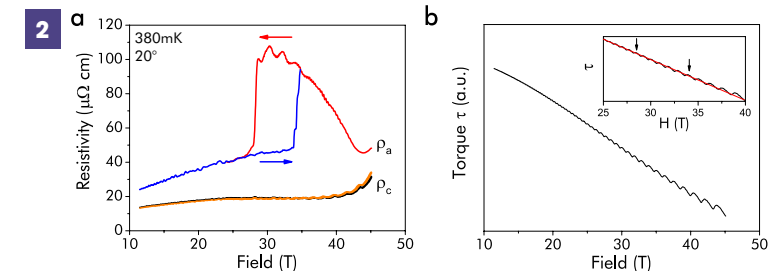 2
a
380mK
20°
120
100
80
60
40
20
0
Resistivity (μΩ cm)
ρa
ρc
10 20 30 40 50
Field (T)
b
Torque τ (a.u.)
τ
25 30 35 40
H (T)
10 20 30 40 50
Field (T)